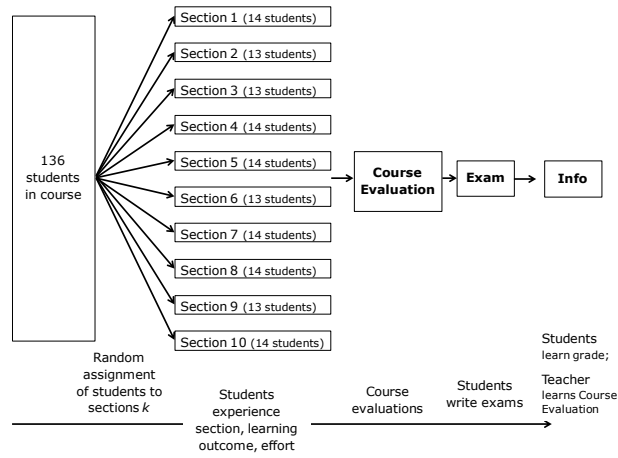 136
students
in course
Section 1 (14 students)
Section 2 (13 students)
Section 3 (13 students)
Section 4 (14 students)
Section 5 (14 students)
Section 6 (13 students)
Section 7 (14 students)
Section 8 (14 students)
Section 9 (13 students)
Section 10 (14 students)
Course
Evaluation
Exam
Info
Random
assignment
of students to
sections k
Students
experience
section, learning
outcome, effort
Course
evaluations
Students
write exams
Students
learn grade;
Teacher
learns Course
Evaluation